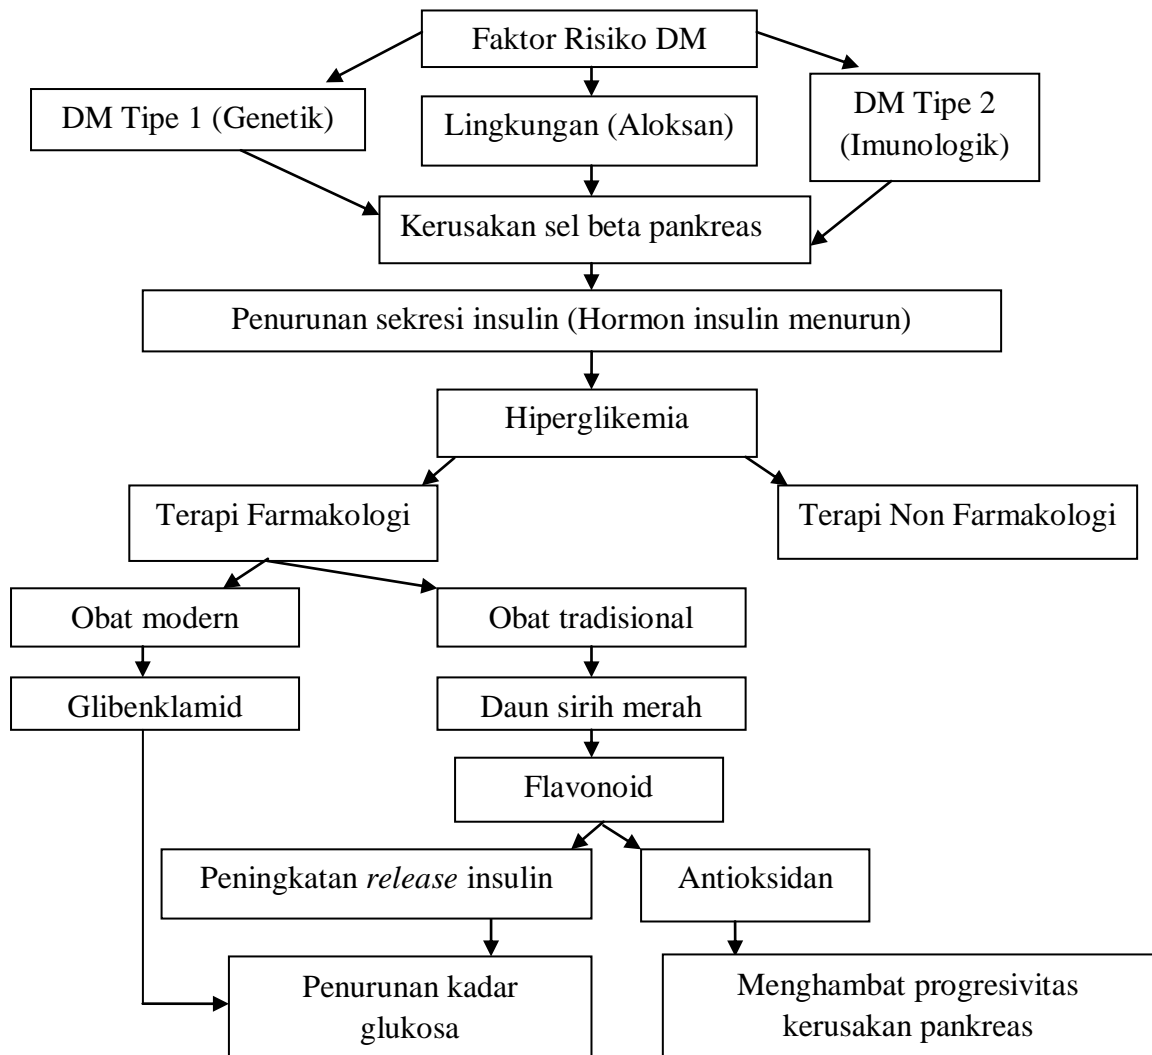 Faktor Risiko DM
DM Tipe 1 (Genetik)
Lingkungan (Aloksan)
DM Tipe 2
(Imunologik)
Kerusakan sel beta pankreas
Penurunan sekresi insulin (Hormon insulin menurun)
Hiperglikemia
Terapi Farmakologi
Terapi Non Farmakologi
Obat modern
Obat tradisional
Glibenklamid
Daun sirih merah
Flavonoid
Peningkatan release insulin
Antioksidan
Penurunan kadar
glukosa
Menghambat progresivitas
kerusakan pankreas